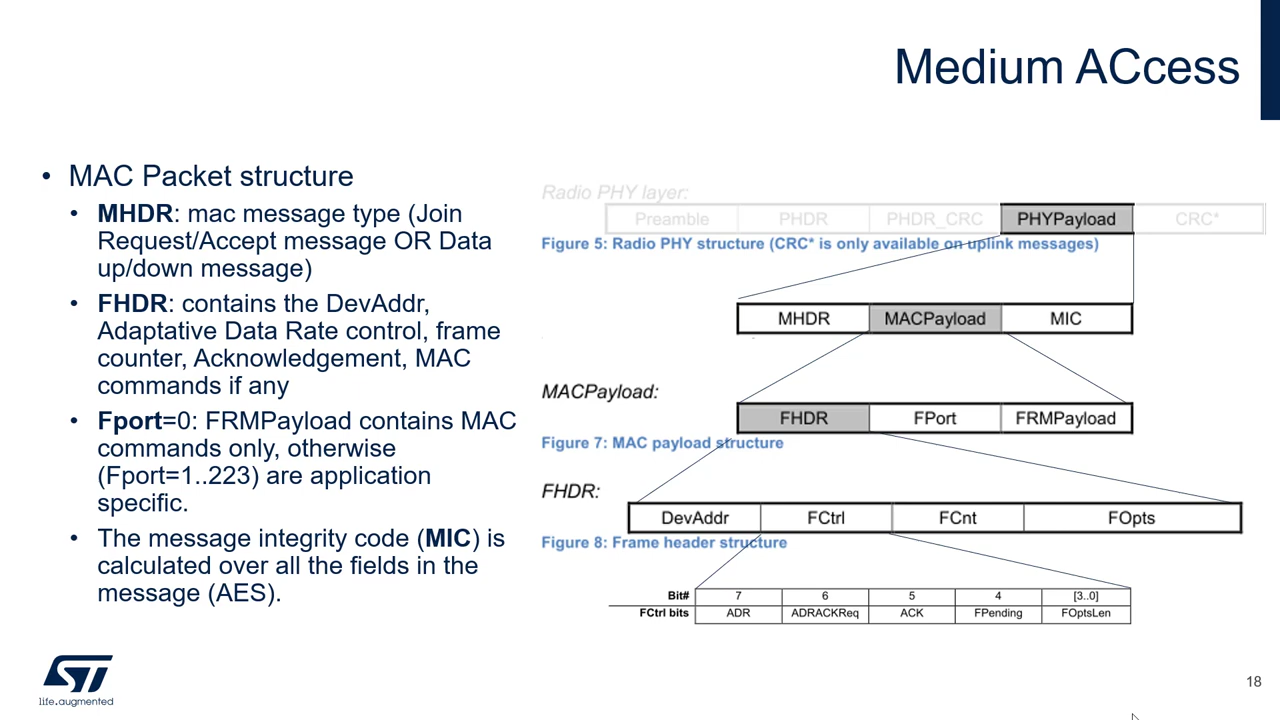 Medium ACcess
• MAC Packet structure
• MHDR: mac message type (Join
Request/Accept message OR Data
up/down message)
• FHDR: contains the DevAddr,
Adaptative Data Rate control, frame
counter, Acknowledgement, MAC
commands if any
• Fport=0: FRMPayload contains MAC
commands only, otherwise
(Fport=1..223) are application
specific.
• The message integrity code (MIC) is
calculated over all the fields in the
message (AES).
Radio PHY layer:
Preamble PHDR PHDR_CRC PHYPayload CRC*
Figure 5: Radio PHY structure (CRC* is only available on uplink messages)
MHDR MACPayload MIC
MACPayload:
FHDR FPort FRMPayload
Figure 7: MAC payload structure
FHDR:
DevAddr FCtrl FCnt FOpts
Figure 8: Frame header structure
Bit# 7 6 5 4 [3..0]
FCtrl bits ADR ADRACKReq ACK FPending FOptsLen
ST
life.augmented
18